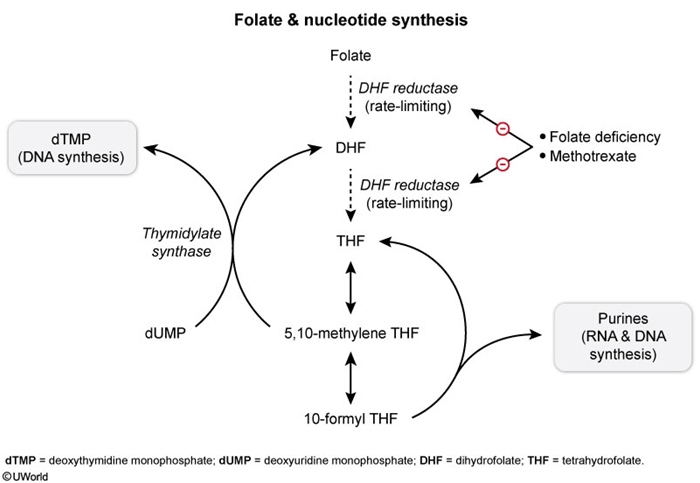 Folate & nucleotide synthesis
Folate
DHF reductase
(rate-limiting)
dTMP
(DNA synthesis)
DHF
• Folate deficiency
• Methotrexate
DHF reductase
(rate-limiting)
Thymidylate
synthase
THF
dUMP
5,10-methylene THF
Purines
(RNA & DNA
synthesis)
10-formyl THF
dTMP = deoxythymidine monophosphate; dUMP = deoxyuridine monophosphate; DHF = dihydrofolate; THF = tetrahydrofolate.
©UWorld